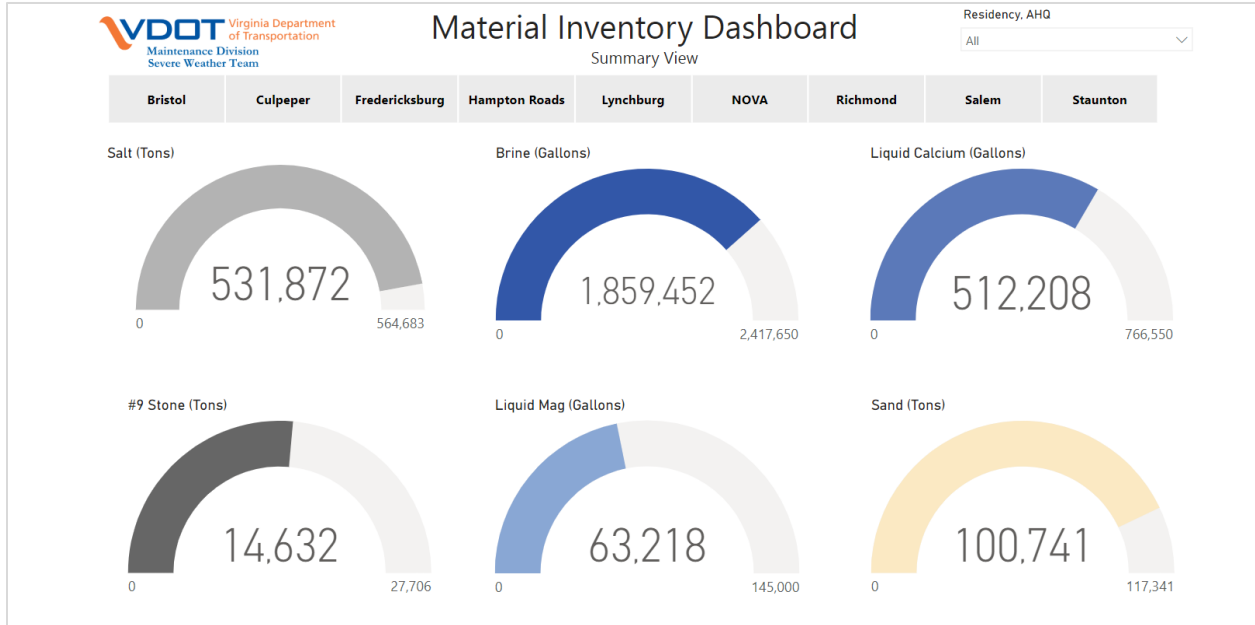 VDOT Virginia Department
of Transportation
Maintenance Division
Severe Weather Team
Material Inventory Dashboard
Summary View
Residency, AHQ
All
Bristol Culpeper Fredericksburg Hampton Roads Lynchburg NOVA Richmond Salem Staunton
Salt (Tons) Brine (Gallons) Liquid Calcium (Gallons)
531,872 1,859,452 512,208
0 564,683 0 2,417,650 0 766,550
#9 Stone (Tons) Liquid Mag (Gallons) Sand (Tons)
14,632 63,218 100,741
0 27,706 0 145,000 0 117,341